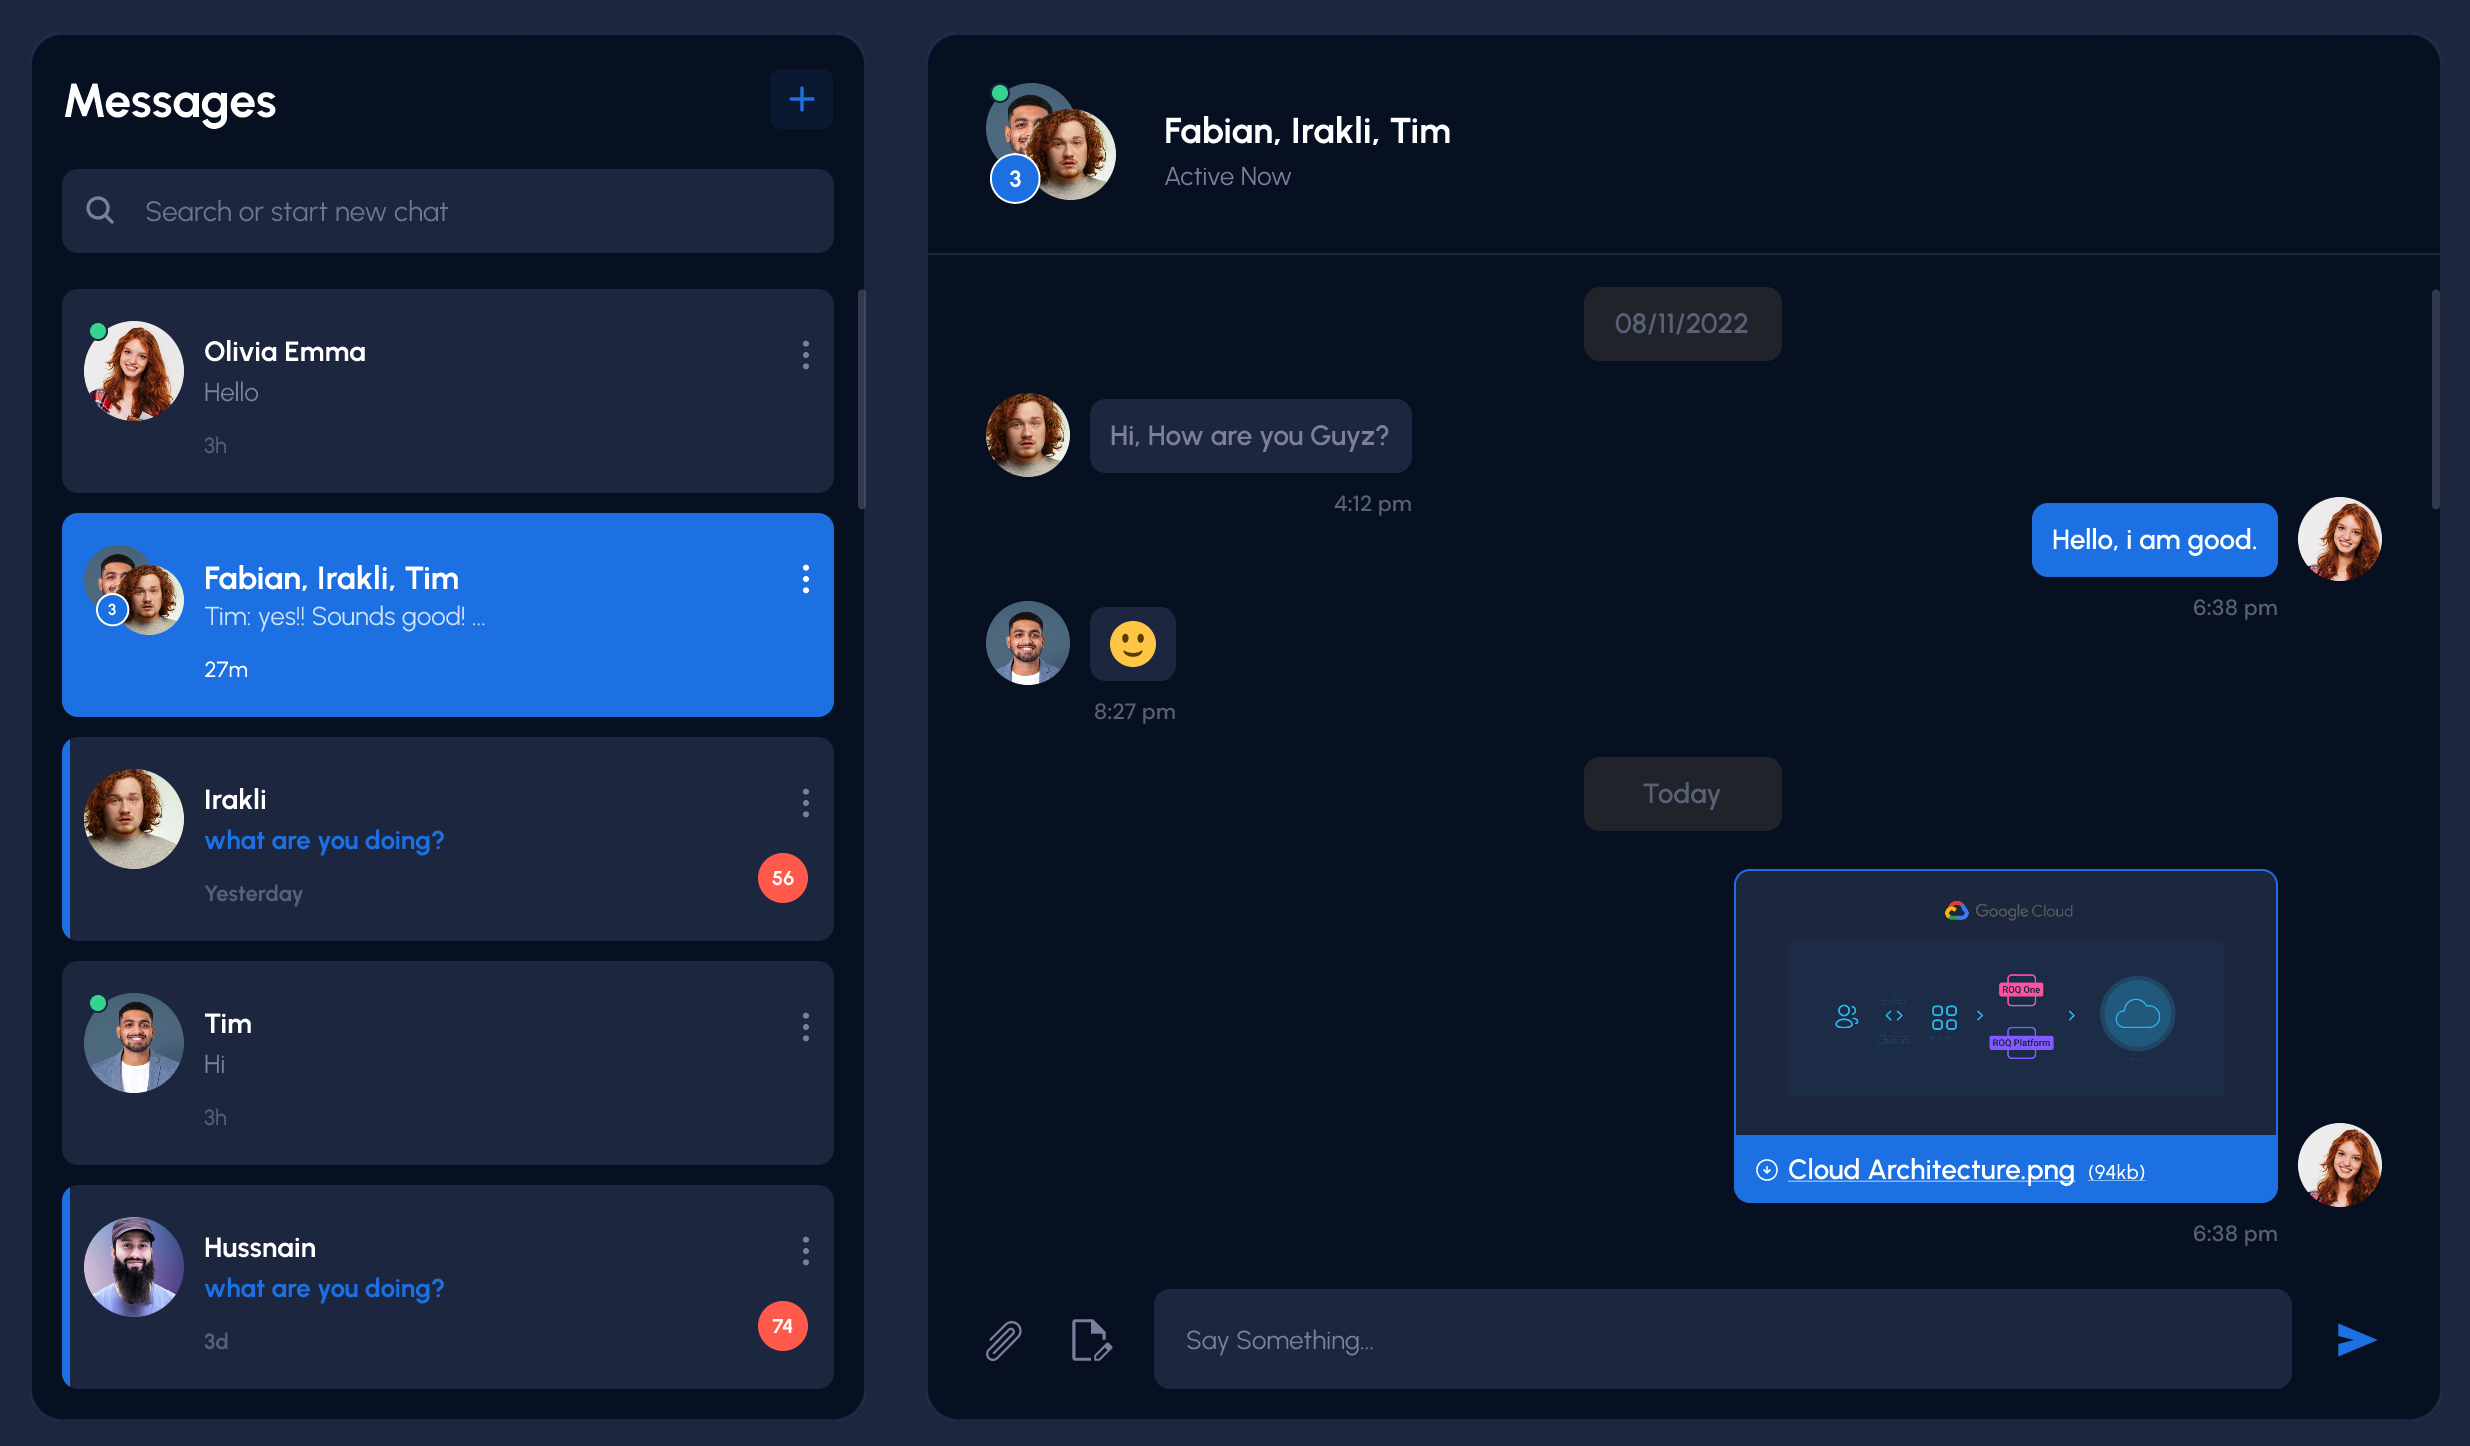 Messages
Search or start new chat
Olivia Emma
Hello
3h
Fabian, Irakli, Tim
3
Tim: yes!! Sounds good! ...
27m
Irakli
what are you doing?
Yesterday
56
Tim
Hi
3h
Hussnain
what are you doing?
3d
74
Fabian, Irakli, Tim
3
Active Now
08/11/2022
Hi, How are you Guyz?
4:12 pm
Hello, i am good.
6:38 pm
8:27 pm
Today
Google Cloud
ROQ One
ROQ Platform
Cloud Architecture.png (94kb)
6:38 pm
Say Something...